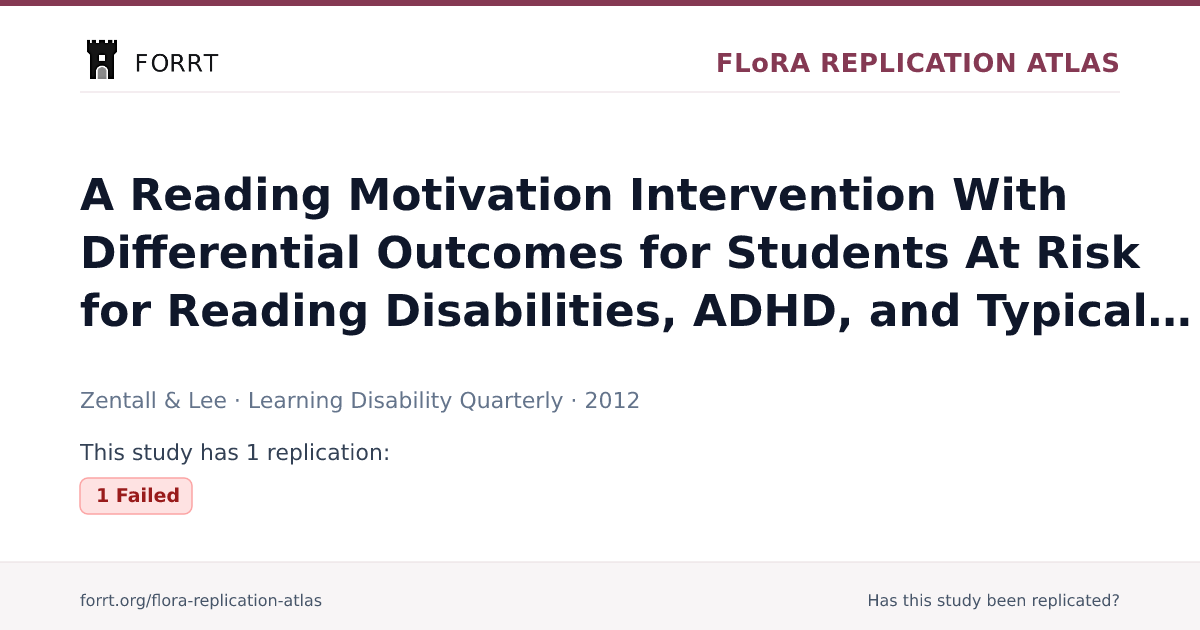 FORRT
FLoRA REPLICATION ATLAS
A Reading Motivation Intervention With
Differential Outcomes for Students At Risk
for Reading Disabilities, ADHD, and Typical…
Zentall & Lee · Learning Disability Quarterly · 2012
This study has 1 replication:
1 Failed
forrt.org/flora-replication-atlas
Has this study been replicated?